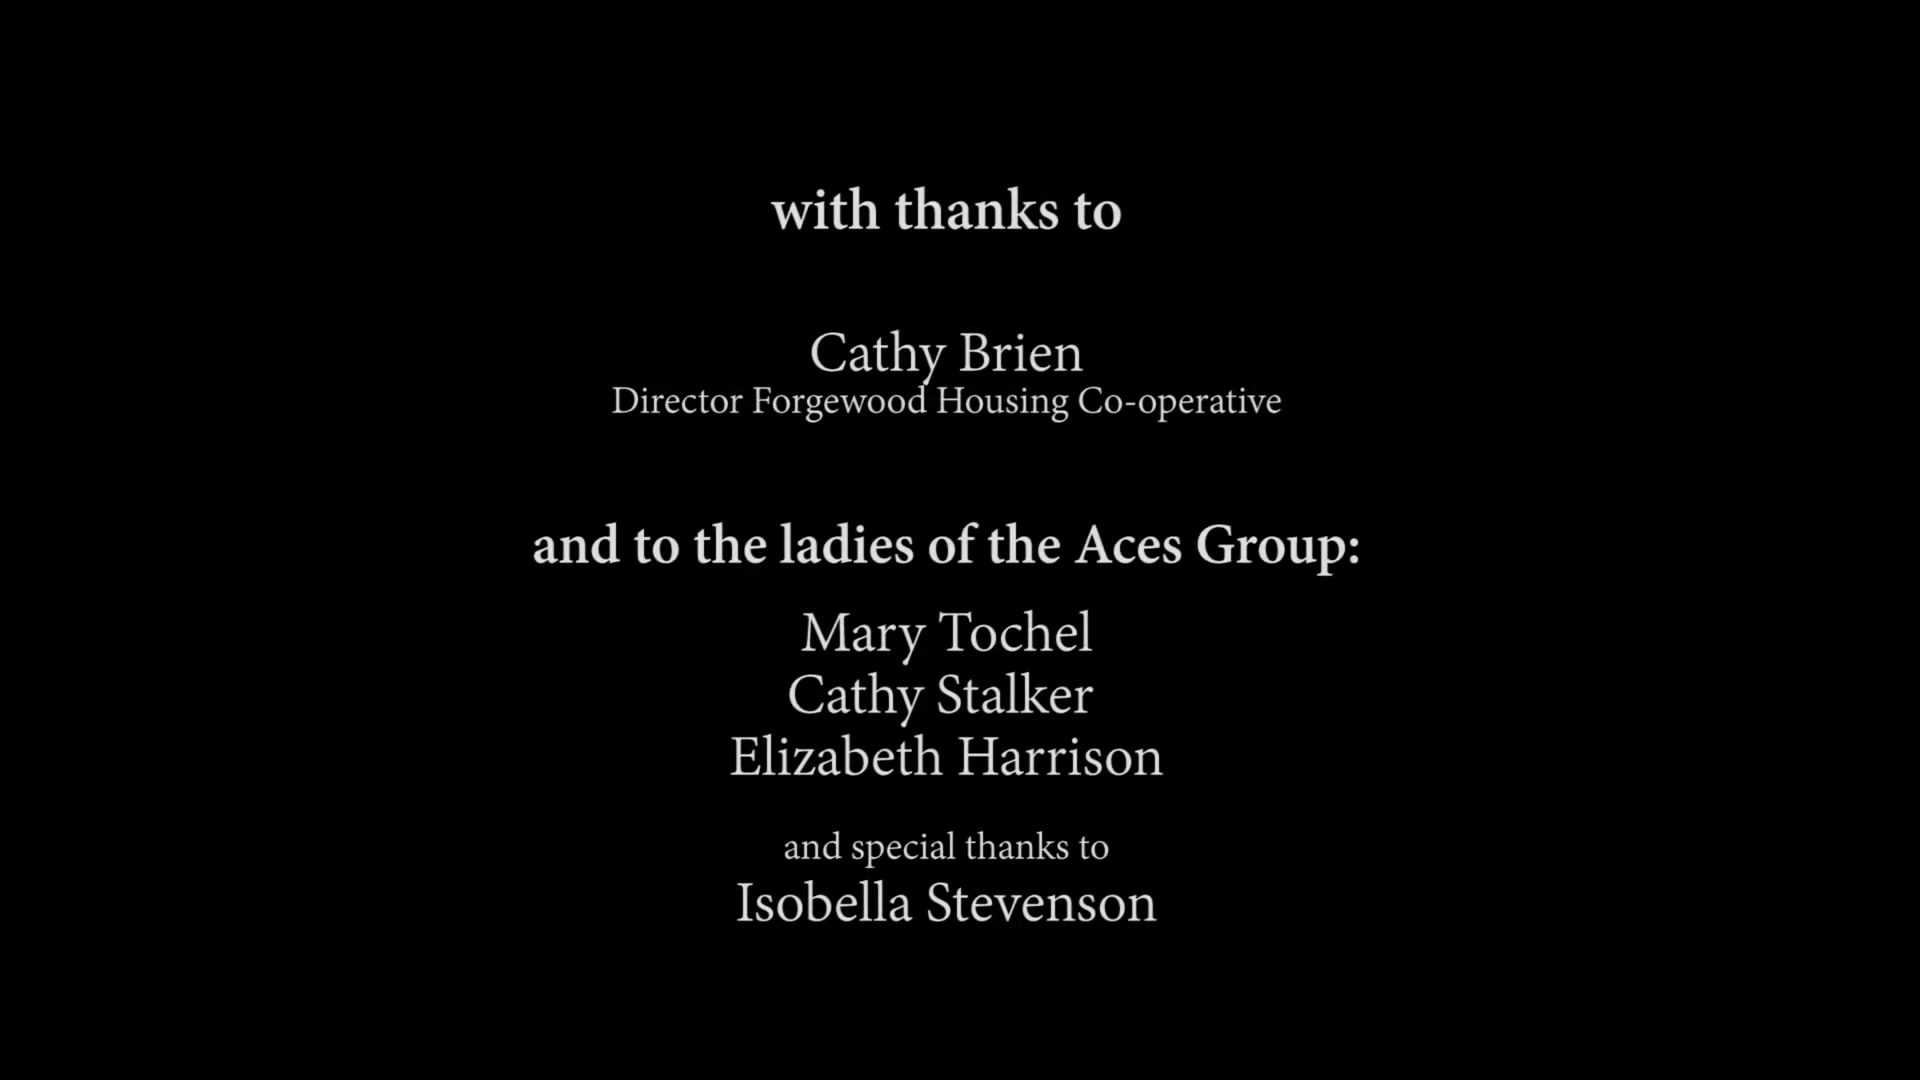 with thanks to
Cathy Brien
Director Forgewood Housing Co-operative
and to the ladies of the Aces Group:
Mary Tochel
Cathy Stalker
Elizabeth Harrison
and special thanks to
Isobella Stevenson